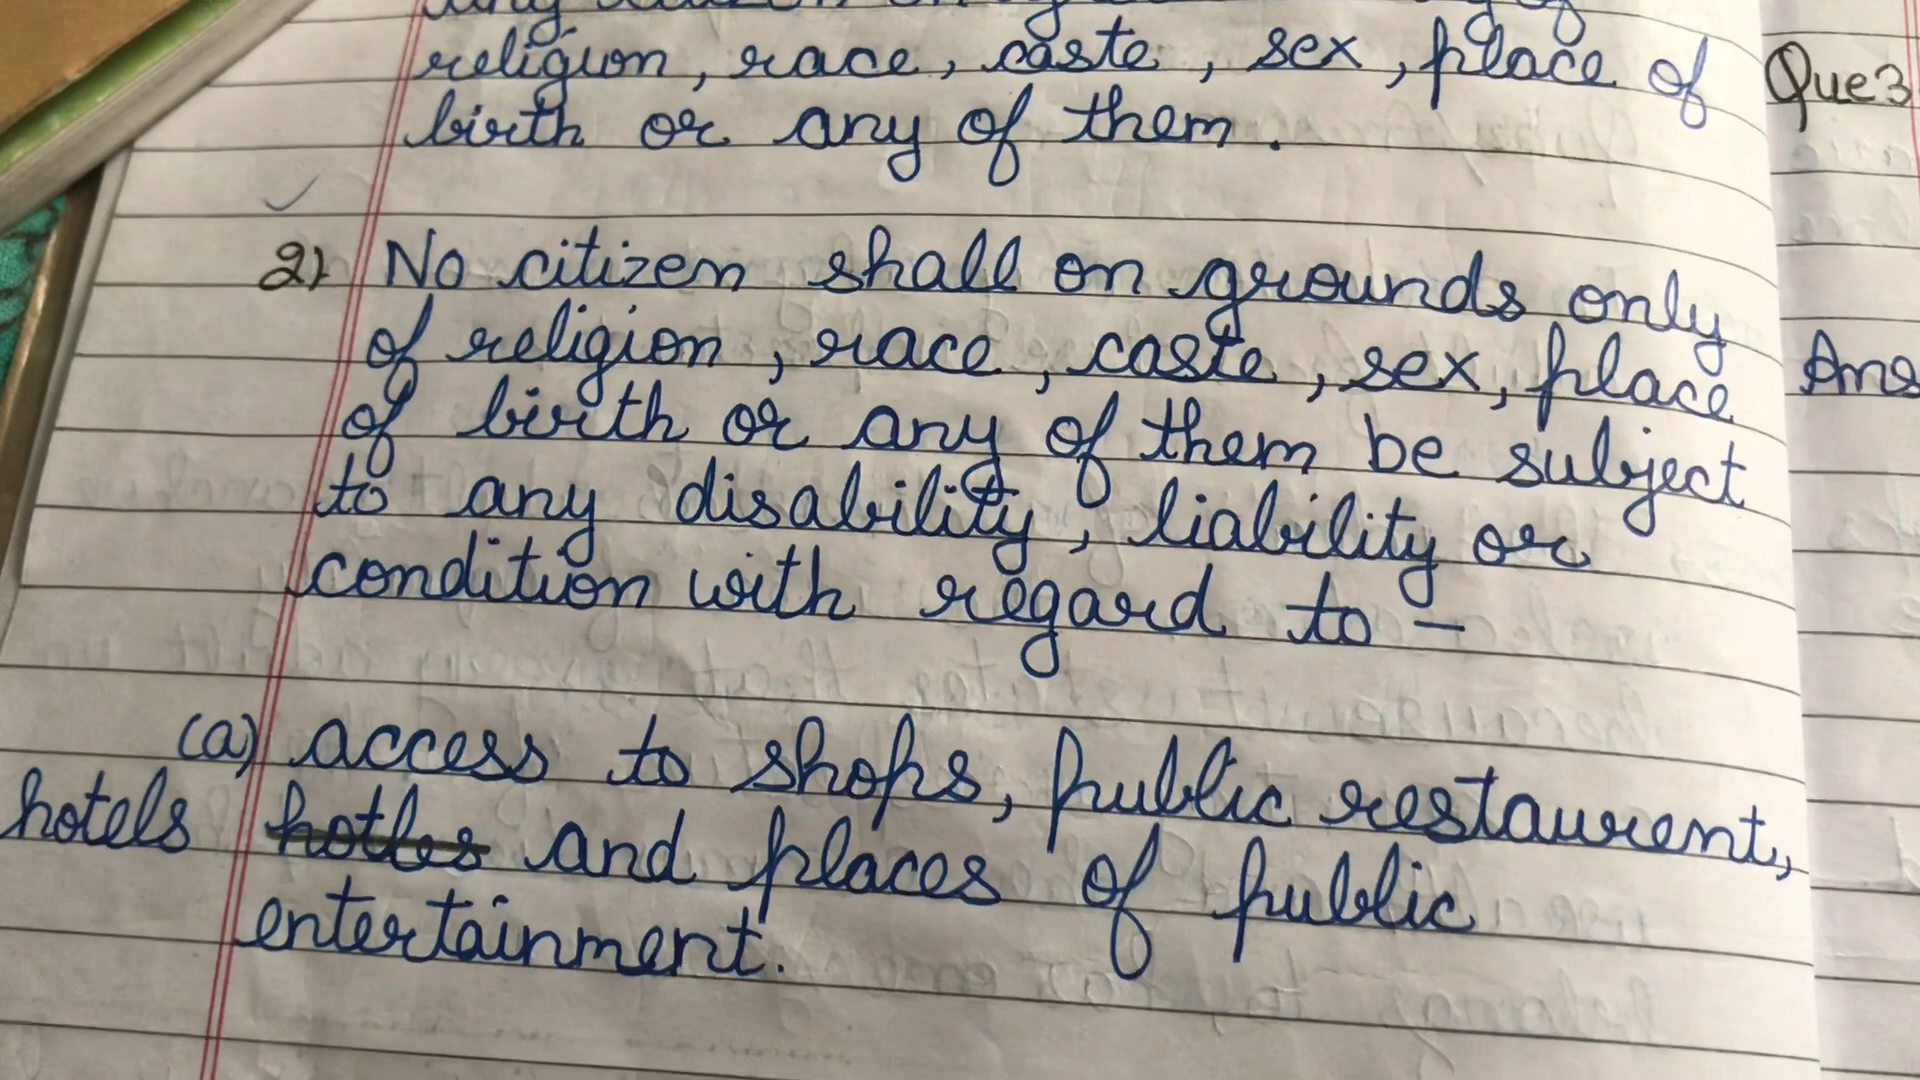 religion, race, caste, sex, place of
birth or any of them.
2) No citizen shall on grounds only
of religion, race, caste, sex, place
of birth or any of them be subject
to any disability, liability or
condition with regard to -
(a) access to shops, public restaurent,
hotels hotles and places of public
entertainment.
Que3
Ans